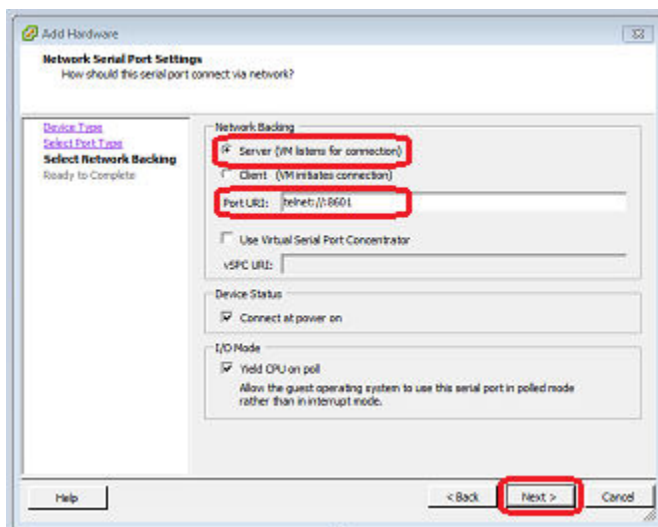 Add Hardware
Network Serial Port Settings
How should this serial port connect via network?
Device Type
Select Port Type
Select Network Backing
Ready to Complete
Network Backing
Server (VM listens for connection)
Client (VM initiates connection)
Port URI: telnet://:8601
Use Virtual Serial Port Concentrator
vSPC URI:
Device Status
Connect at power on
I/O Mode
Yield CPU on poll
Allow the guest operating system to use this serial port in polled mode
rather than in interrupt mode.
Help
< Back
Next >
Cancel